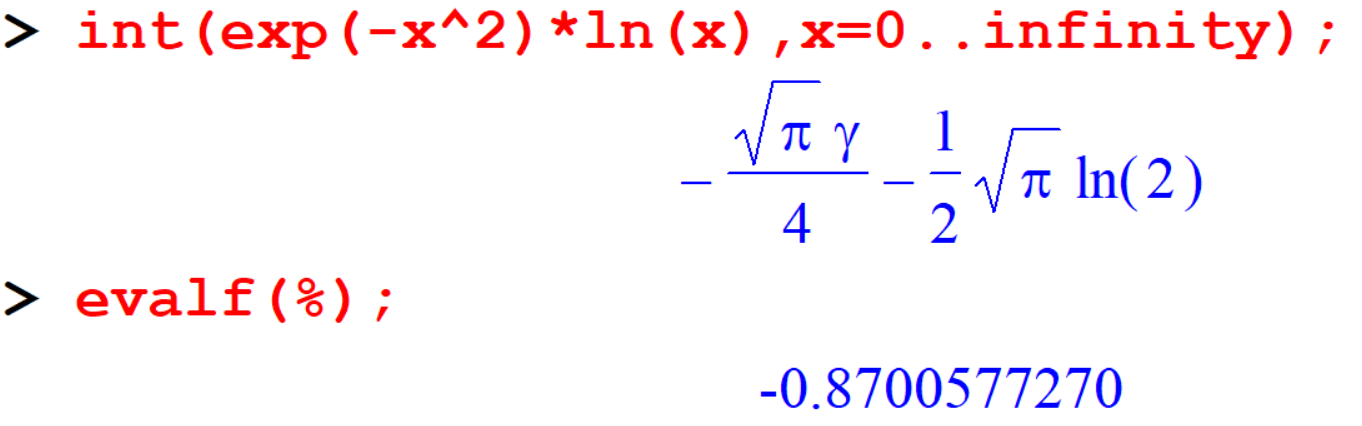 > int(exp(-x^2)*ln(x),x=0..infinity);
- √π γ / 4 - 1/2 √π ln(2)
> evalf(%);
-0.8700577270